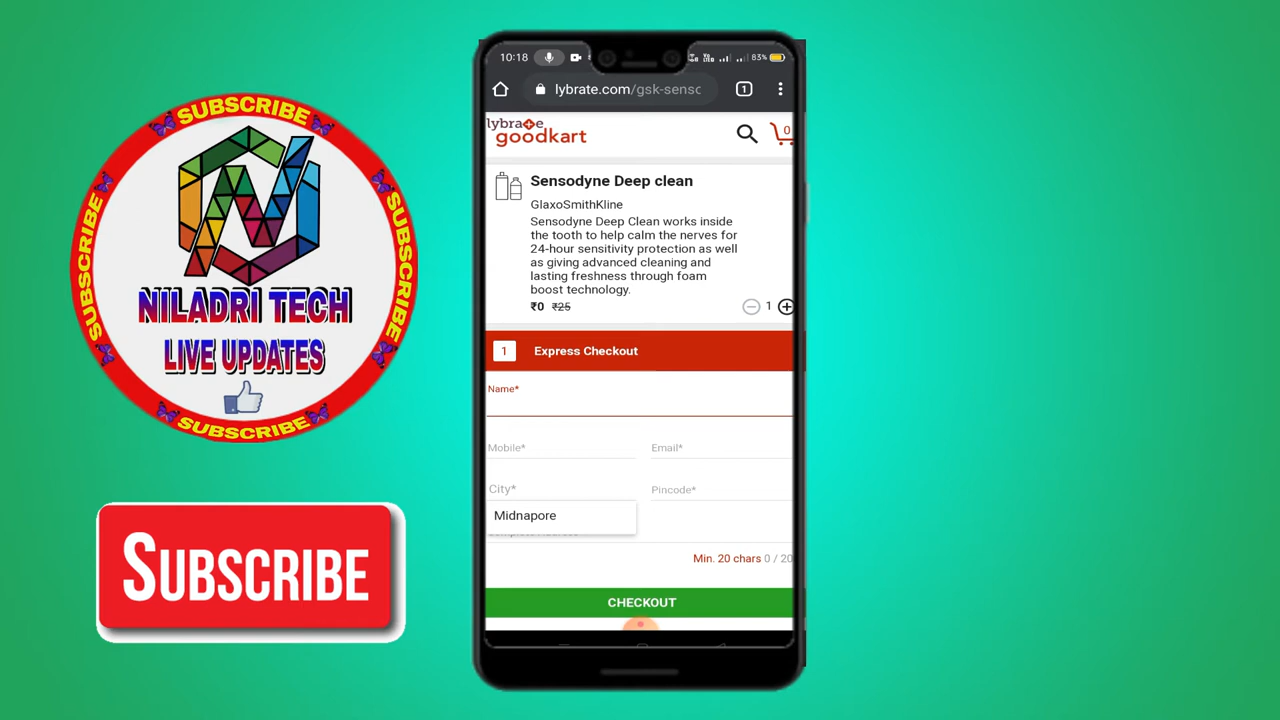 SUBSCRIBE
SUBSCRIBE
SUBSCRIBE
NILADRI TECH
LIVE UPDATES
SUBSCRIBE
SUBSCRIBE
10:18
83%
lybrate.com/gsk-sensc
1
lybrate
goodkart
0
Sensodyne Deep clean
GlaxoSmithKline
Sensodyne Deep Clean works inside
the tooth to help calm the nerves for
24-hour sensitivity protection as well
as giving advanced cleaning and
lasting freshness through foam
boost technology.
₹0 ₹25
1
1 Express Checkout
Name*
Mobile* Email*
City* Pincode*
Midnapore
Min. 20 chars 0 / 20
CHECKOUT